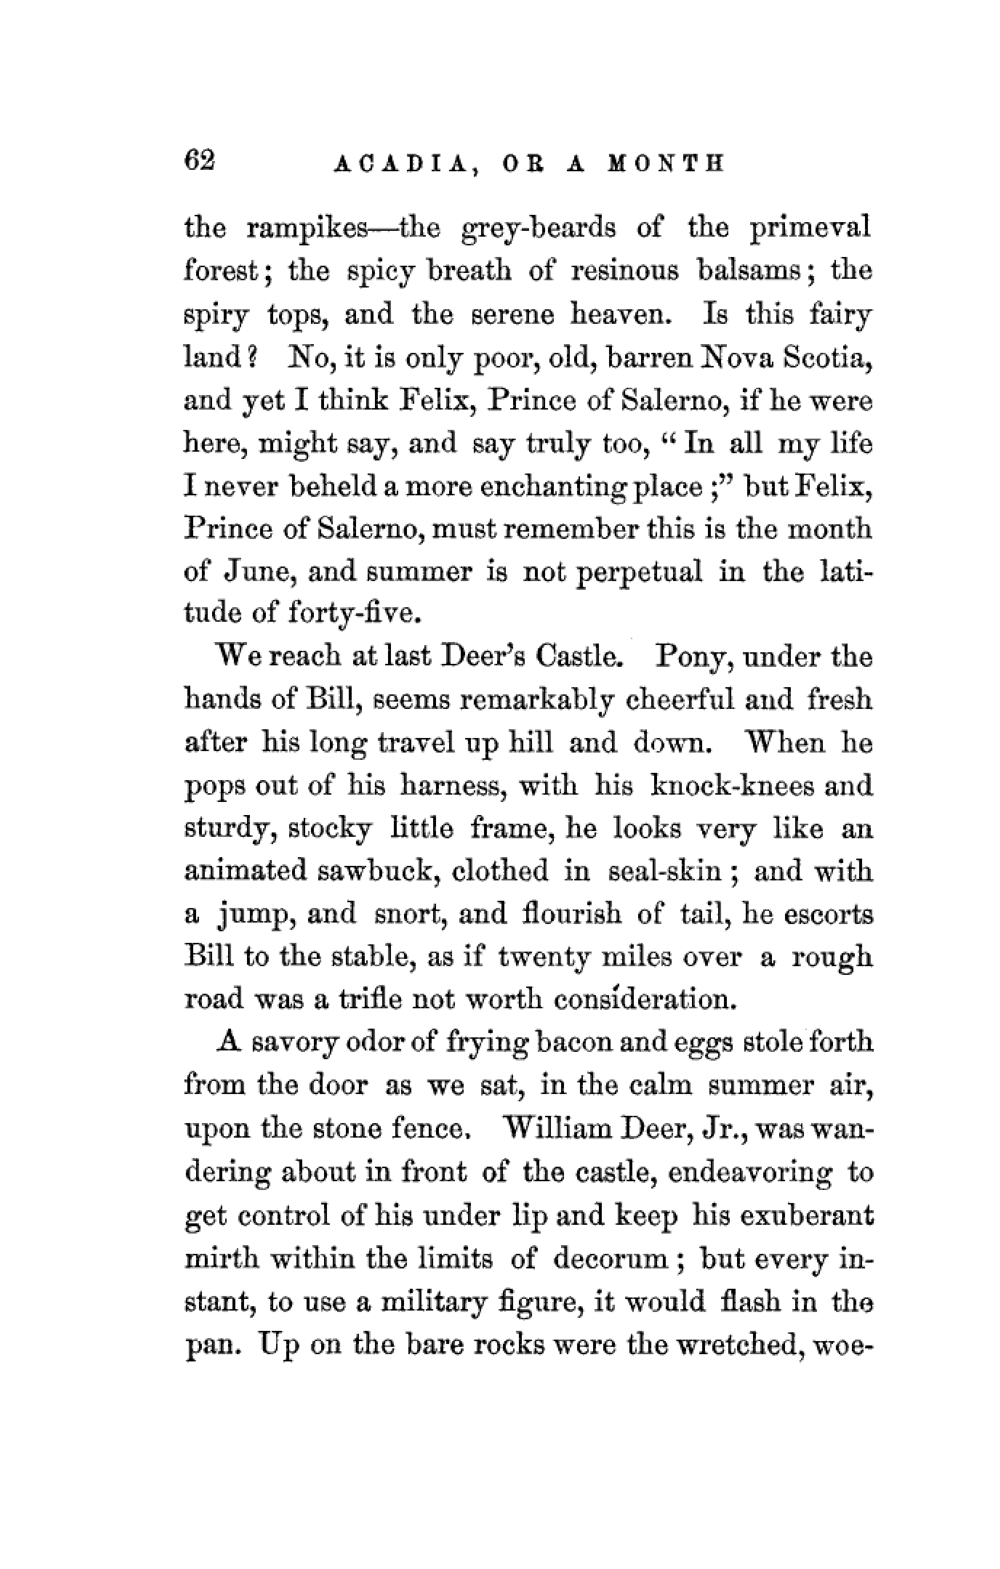 62 ACADIA, OR A MONTH
the rampikes—the grey-beards of the primeval
forest; the spicy breath of resinous balsams; the
spiry tops, and the serene heaven. Is this fairy
land? No, it is only poor, old, barren Nova Scotia,
and yet I think Felix, Prince of Salerno, if he were
here, might say, and say truly too, "In all my life
I never beheld a more enchanting place;" but Felix,
Prince of Salerno, must remember this is the month
of June, and summer is not perpetual in the lati-
tude of forty-five.
We reach at last Deer's Castle. Pony, under the
hands of Bill, seems remarkably cheerful and fresh
after his long travel up hill and down. When he
pops out of his harness, with his knock-knees and
sturdy, stocky little frame, he looks very like an
animated sawbuck, clothed in seal-skin; and with
a jump, and snort, and flourish of tail, he escorts
Bill to the stable, as if twenty miles over a rough
road was a trifle not worth consideration.
A savory odor of frying bacon and eggs stole forth
from the door as we sat, in the calm summer air,
upon the stone fence. William Deer, Jr., was wan-
dering about in front of the castle, endeavoring to
get control of his under lip and keep his exuberant
mirth within the limits of decorum; but every in-
stant, to use a military figure, it would flash in the
pan. Up on the bare rocks were the wretched, woe-